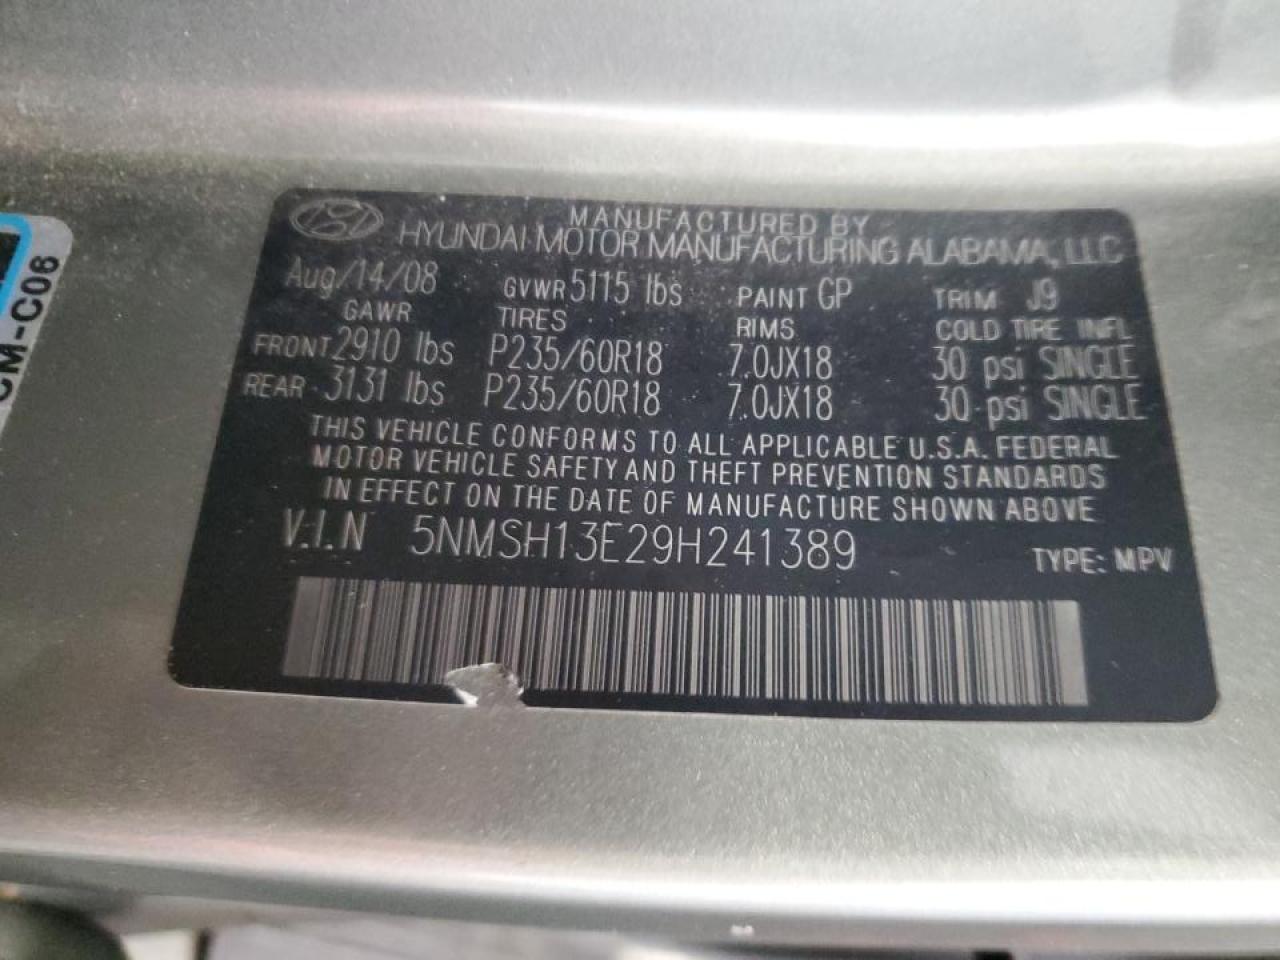 MANUFACTURED BY
HYUNDAI MOTOR MANUFACTURING ALABAMA, LLC
Aug/14/08 GVWR 5115 lbs PAINT GP TRIM J9
GAWR TIRES RIMS COLD TIRE INFL
FRONT 2910 lbs P235/60R18 7.0JX18 30 psi SINGLE
REAR 3131 lbs P235/60R18 7.0JX18 30 psi SINGLE
THIS VEHICLE CONFORMS TO ALL APPLICABLE U.S.A. FEDERAL
MOTOR VEHICLE SAFETY AND THEFT PREVENTION STANDARDS
IN EFFECT ON THE DATE OF MANUFACTURE SHOWN ABOVE
V.I.N 5NMSH13E29H241389
TYPE: MPV
CM-C06